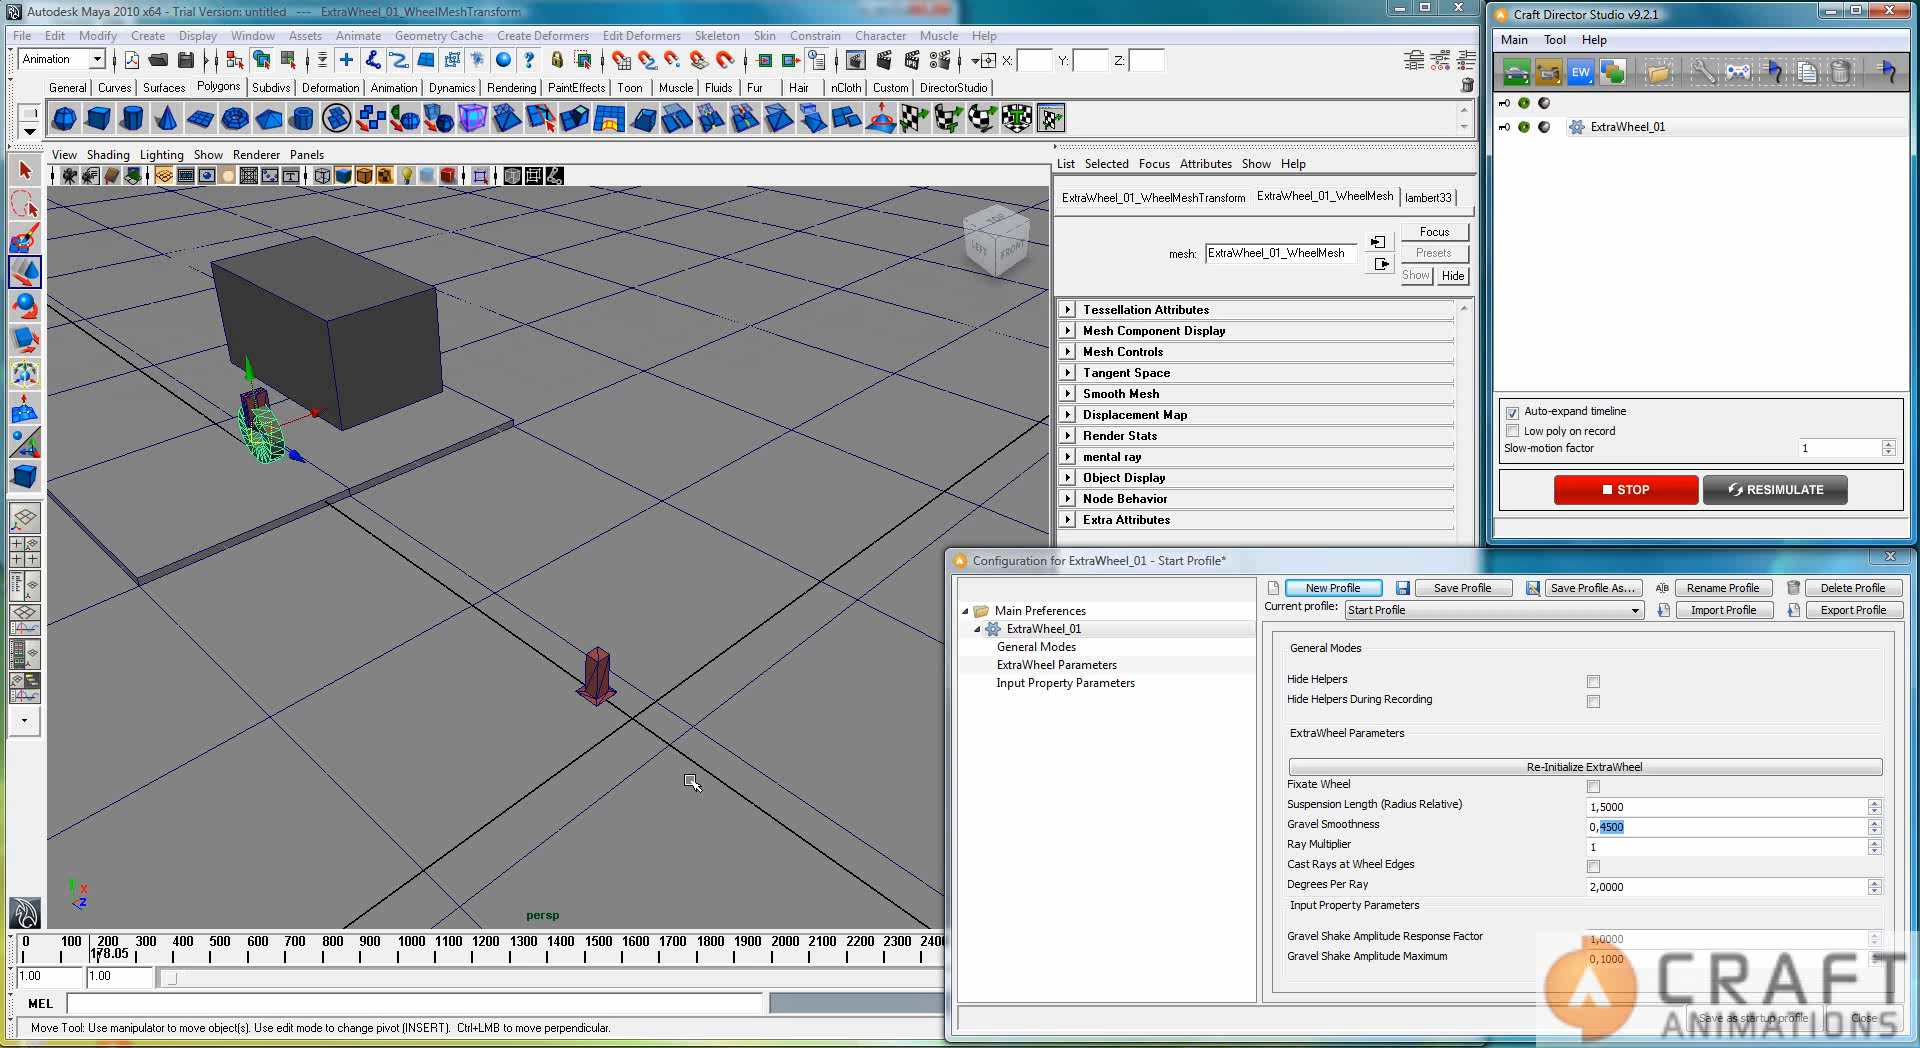 Autodesk Maya 2010 x64 - Trial Version: untitled --- ExtraWheel_01_WheelMeshTransform
File Edit Modify Create Display Window Assets Animate Geometry Cache Create Deformers Edit Deformers Skeleton Skin Constrain Character Muscle Help
Animation X: Y: Z:
General Curves Surfaces Polygons Subdivs Deformation Animation Dynamics Rendering PaintEffects Toon Muscle Fluids Fur Hair nCloth Custom DirectorStudio
View Shading Lighting Show Renderer Panels
TOP
LEFT FRONT
persp
y x
z
0 100 200 300 400 500 600 700 800 900 1000 1100 1200 1300 1400 1500 1600 1700 1800 1900 2000 2100 2200 2300 240
178.05
1.00 1.00
MEL
Move Tool: Use manipulator to move object(s). Use edit mode to change pivot (INSERT). Ctrl+LMB to move perpendicular.
List Selected Focus Attributes Show Help
ExtraWheel_01_WheelMeshTransform ExtraWheel_01_WheelMesh lambert33
Focus
mesh: ExtraWheel_01_WheelMesh
Presets
Show Hide
Tessellation Attributes
Mesh Component Display
Mesh Controls
Tangent Space
Smooth Mesh
Displacement Map
Render Stats
mental ray
Object Display
Node Behavior
Extra Attributes
Craft Director Studio v9.2.1
Main Tool Help
EW
ExtraWheel_01
Auto-expand timeline
Low poly on record
Slow-motion factor 1
STOP RESIMULATE
Configuration for ExtraWheel_01 - Start Profile*
New Profile Save Profile Save Profile As... Rename Profile Delete Profile
Current profile: Start Profile Import Profile Export Profile
Main Preferences
ExtraWheel_01
General Modes
ExtraWheel Parameters
Input Property Parameters
General Modes
Hide Helpers
Hide Helpers During Recording
ExtraWheel Parameters
Re-Initialize ExtraWheel
Fixate Wheel
Suspension Length (Radius Relative) 1,5000
Gravel Smoothness 0,4500
Ray Multiplier 1
Cast Rays at Wheel Edges
Degrees Per Ray 2,0000
Input Property Parameters
Gravel Shake Amplitude Response Factor 1,0000
Gravel Shake Amplitude Maximum 0,1000
CRAFT
ANIMATIONS
Save as startup profile Close